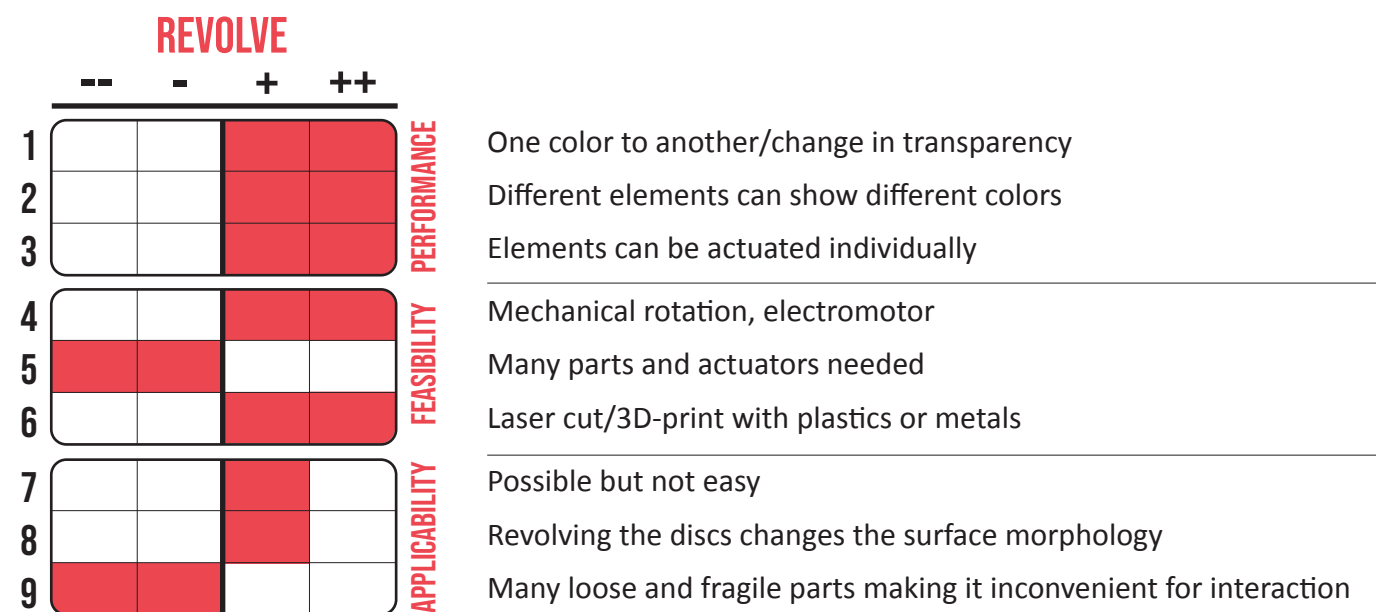 REVOLVE
-- - + ++
PERFORMANCE
1 One color to another/change in transparency
2 Different elements can show different colors
3 Elements can be actuated individually
FEASIBILITY
4 Mechanical rotation, electromotor
5 Many parts and actuators needed
6 Laser cut/3D-print with plastics or metals
APPLICABILITY
7 Possible but not easy
8 Revolving the discs changes the surface morphology
9 Many loose and fragile parts making it inconvenient for interaction